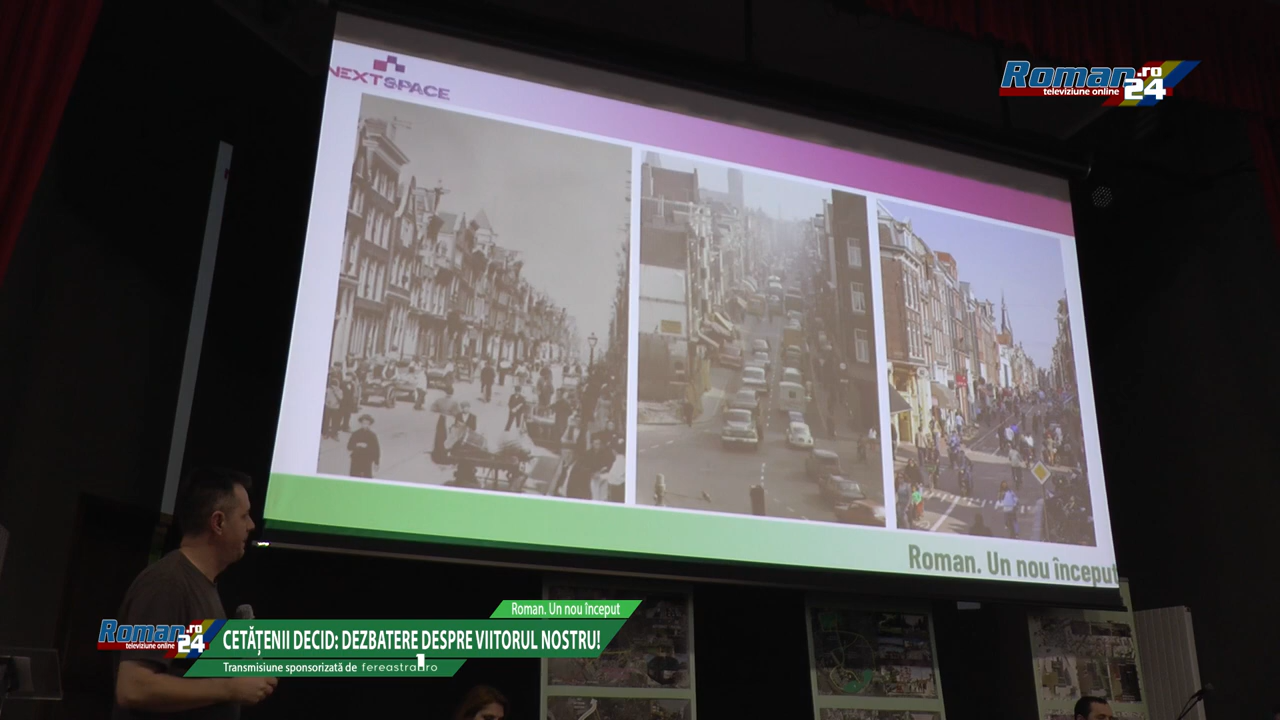 NEXTSPACE
Roman.ro
televiziune online 24
Roman. Un nou început
Roman. Un nou început
Roman.ro
televiziune online 24
CETĂȚENII DECID: DEZBATERE DESPRE VIITORUL NOSTRU!
Transmisiune sponsorizată de fereastra1.ro